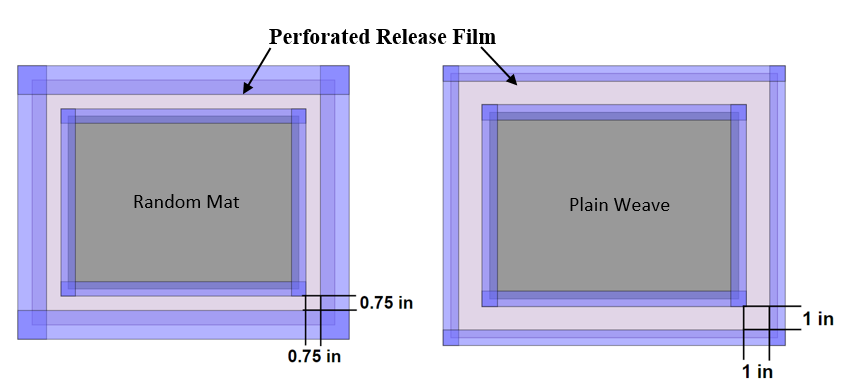 Perforated Release Film
Random Mat
Plain Weave
0.75 in
0.75 in
1 in
1 in